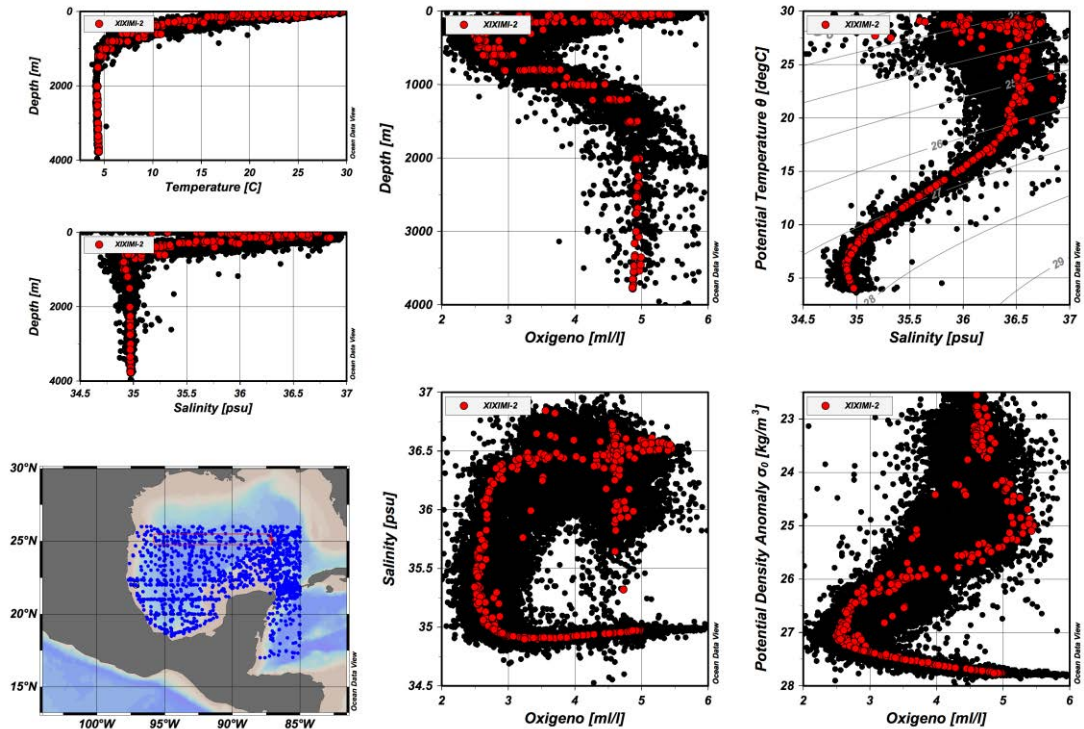 XIXIMI-2
0
2000
4000
Depth [m]
5 10 15 20 25 30
Temperature [C]
Ocean Data View
XIXIMI-2
0
2000
4000
Depth [m]
34.5 35 35.5 36 36.5 37
Salinity [psu]
Ocean Data View
30°N
25°N
20°N
15°N
100°W 95°W 90°W 85°W
Ocean Data View
XIXIMI-2
0
1000
2000
3000
4000
Depth [m]
2 3 4 5 6
Oxigeno [ml/l]
Ocean Data View
XIXIMI-2
37
36.5
36
35.5
35
34.5
Salinity [psu]
2 3 4 5 6
Oxigeno [ml/l]
Ocean Data View
XIXIMI-2
30
25
20
15
10
5
Potential Temperature θ [degC]
24
25
26
27
28
29
34.5 35 35.5 36 36.5 37
Salinity [psu]
Ocean Data View
XIXIMI-2
23
24
25
26
27
28
Potential Density Anomaly σ₀ [kg/m³]
2 3 4 5 6
Oxigeno [ml/l]
Ocean Data View